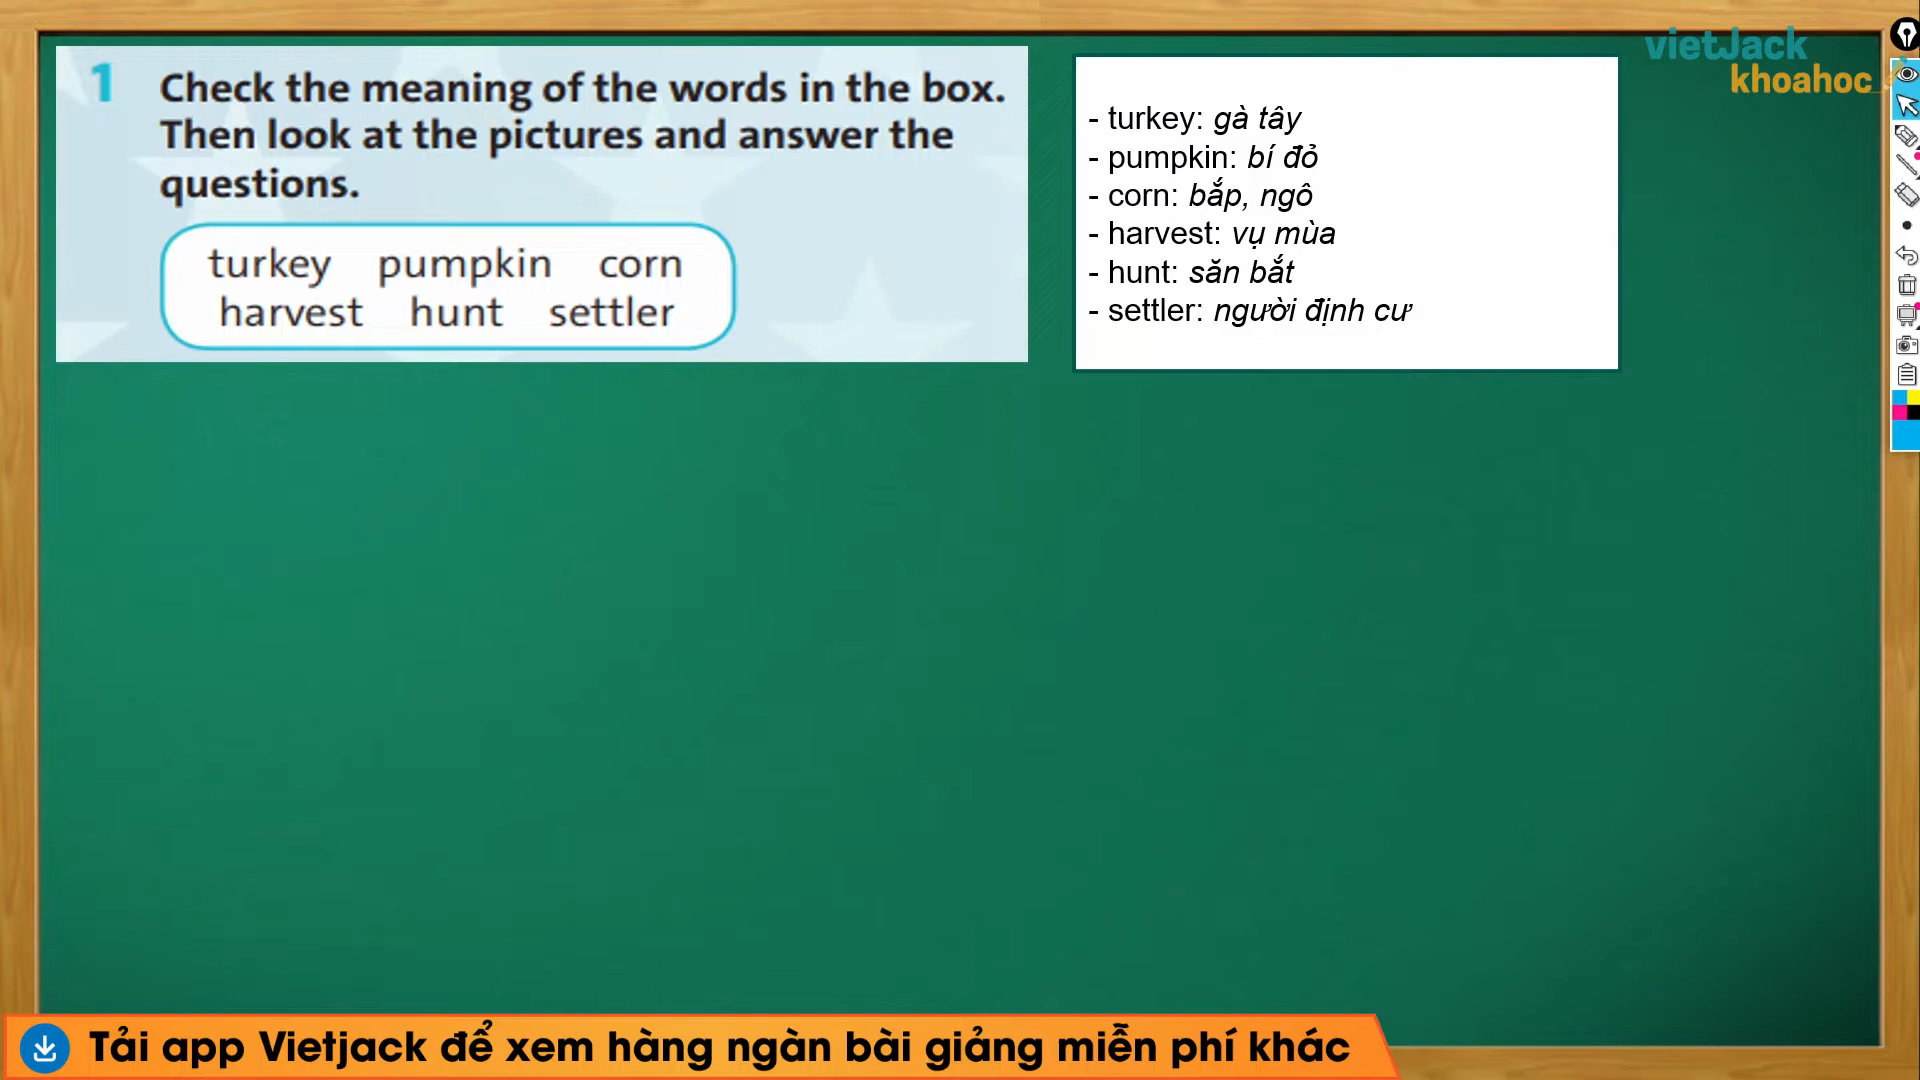 1 Check the meaning of the words in the box.
Then look at the pictures and answer the
questions.
turkey pumpkin corn
harvest hunt settler
- turkey: gà tây
- pumpkin: bí đỏ
- corn: bắp, ngô
- harvest: vụ mùa
- hunt: săn bắt
- settler: người định cư
vietJack
khoahoc
Tải app Vietjack để xem hàng ngàn bài giảng miễn phí khác